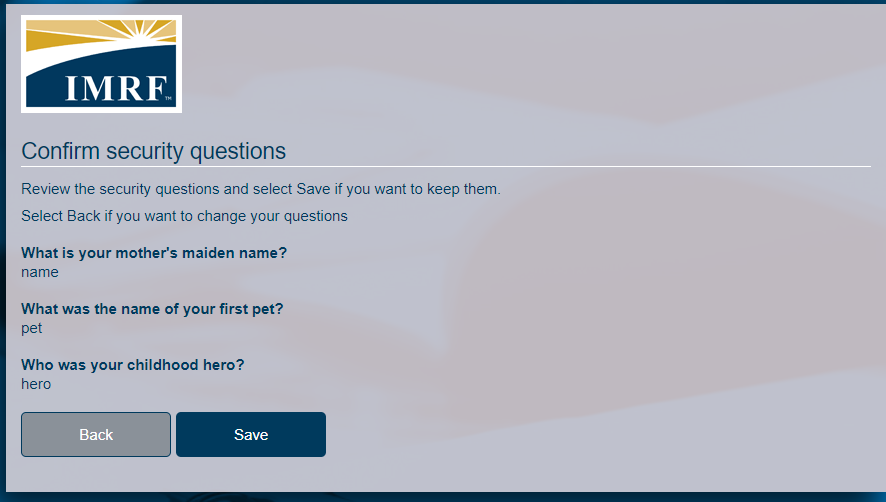 IMRF™
Confirm security questions
Review the security questions and select Save if you want to keep them.
Select Back if you want to change your questions
What is your mother's maiden name?
name
What was the name of your first pet?
pet
Who was your childhood hero?
hero
Back Save